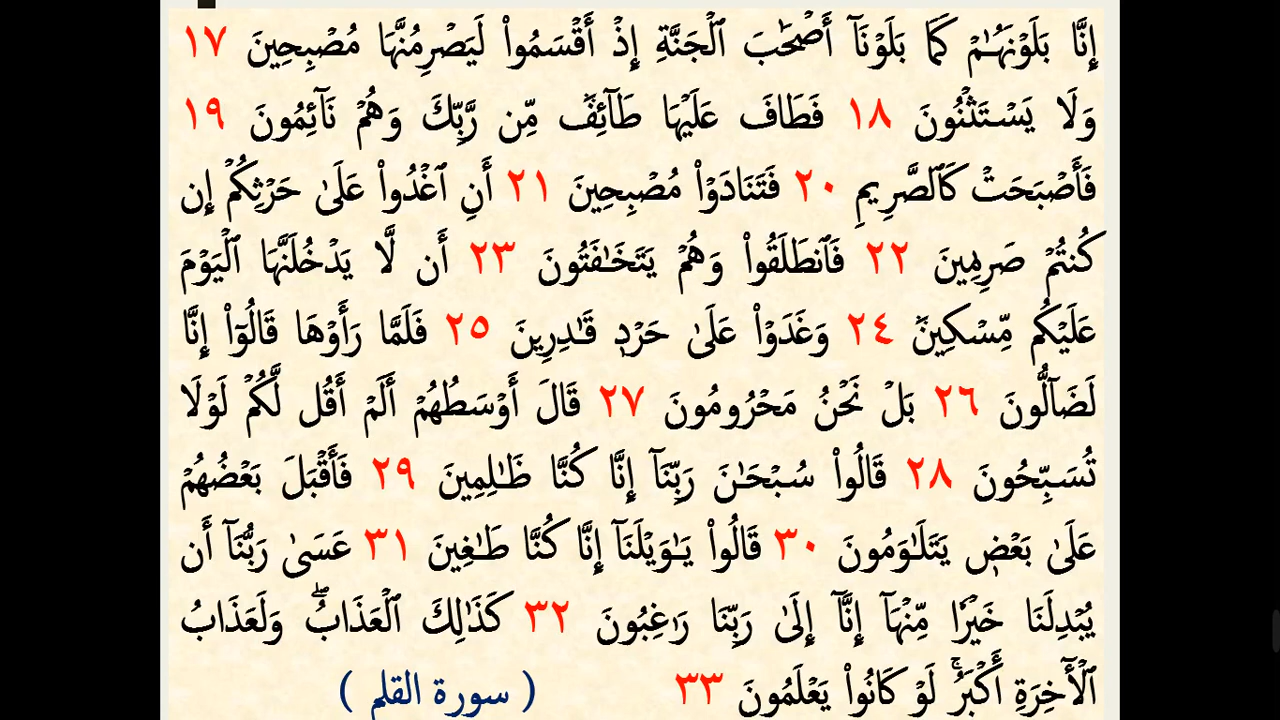 إِنَّا بَلَوۡنَٰهُمۡ كَمَا بَلَوۡنَآ أَصۡحَٰبَ ٱلۡجَنَّةِ إِذۡ أَقۡسَمُواْ لَيَصۡرِمُنَّهَا مُصۡبِحِينَ ١٧
وَلَا يَسۡتَثۡنُونَ ١٨ فَطَافَ عَلَيۡهَا طَآئِفٞ مِّن رَّبِّكَ وَهُمۡ نَآئِمُونَ ١٩
فَأَصۡبَحَتۡ كَٱلصَّرِيمِ ٢٠ فَتَنَادَوۡاْ مُصۡبِحِينَ ٢١ أَنِ ٱغۡدُواْ عَلَىٰ حَرۡثِكُمۡ إِن
كُنتُمۡ صَٰرِمِينَ ٢٢ فَٱنطَلَقُواْ وَهُمۡ يَتَخَٰفَتُونَ ٢٣ أَن لَّا يَدۡخُلَنَّهَا ٱلۡيَوۡمَ
عَلَيۡكُم مِّسۡكِينٞ ٢٤ وَغَدَوۡاْ عَلَىٰ حَرۡدٖ قَٰدِرِينَ ٢٥ فَلَمَّا رَأَوۡهَا قَالُوٓاْ إِنَّا
لَضَآلُّونَ ٢٦ بَلۡ نَحۡنُ مَحۡرُومُونَ ٢٧ قَالَ أَوۡسَطُهُمۡ أَلَمۡ أَقُل لَّكُمۡ لَوۡلَا
تُسَبِّحُونَ ٢٨ قَالُواْ سُبۡحَٰنَ رَبِّنَآ إِنَّا كُنَّا ظَٰلِمِينَ ٢٩ فَأَقۡبَلَ بَعۡضُهُمۡ
عَلَىٰ بَعۡضٖ يَتَلَٰوَمُونَ ٣٠ قَالُواْ يَٰوَيۡلَنَآ إِنَّا كُنَّا طَٰغِينَ ٣١ عَسَىٰ رَبُّنَآ أَن
يُبۡدِلَنَا خَيۡرٗا مِّنۡهَآ إِنَّآ إِلَىٰ رَبِّنَا رَٰغِبُونَ ٣٢ كَذَٰلِكَ ٱلۡعَذَابُۖ وَلَعَذَابُ
ٱلۡأٓخِرَةِ أَكۡبَرُۚ لَوۡ كَانُواْ يَعۡلَمُونَ ٣٣ ( سورة القلم )